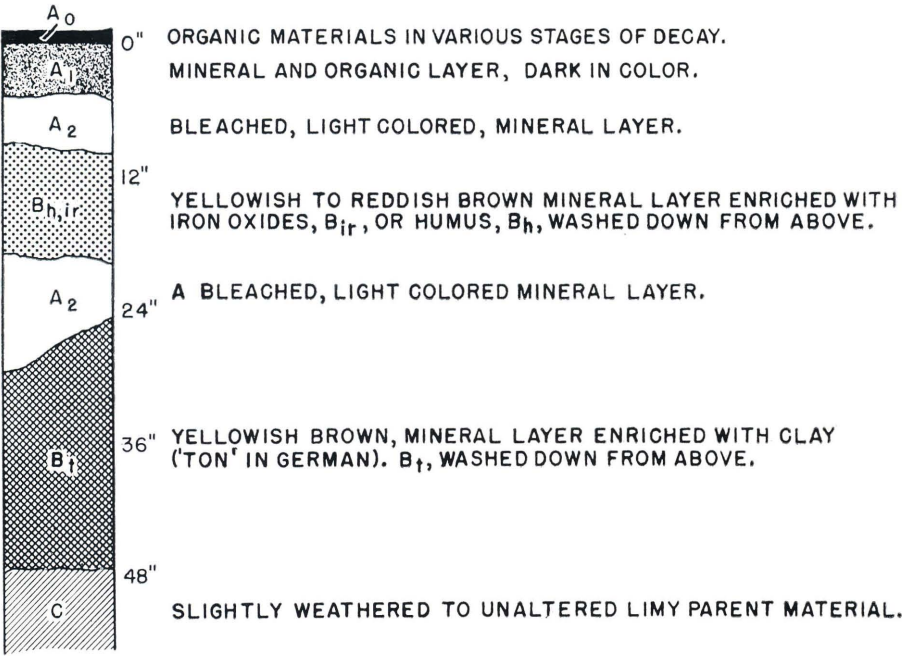 A₀
0" ORGANIC MATERIALS IN VARIOUS STAGES OF DECAY.
A₁ MINERAL AND ORGANIC LAYER, DARK IN COLOR.
A₂ BLEACHED, LIGHT COLORED, MINERAL LAYER.
12"
Bh,ir YELLOWISH TO REDDISH BROWN MINERAL LAYER ENRICHED WITH
IRON OXIDES, Bir, OR HUMUS, Bh, WASHED DOWN FROM ABOVE.
A₂ A BLEACHED, LIGHT COLORED MINERAL LAYER.
24"
36" YELLOWISH BROWN, MINERAL LAYER ENRICHED WITH CLAY
Bt ('TON' IN GERMAN). Bt, WASHED DOWN FROM ABOVE.
48"
C SLIGHTLY WEATHERED TO UNALTERED LIMY PARENT MATERIAL.